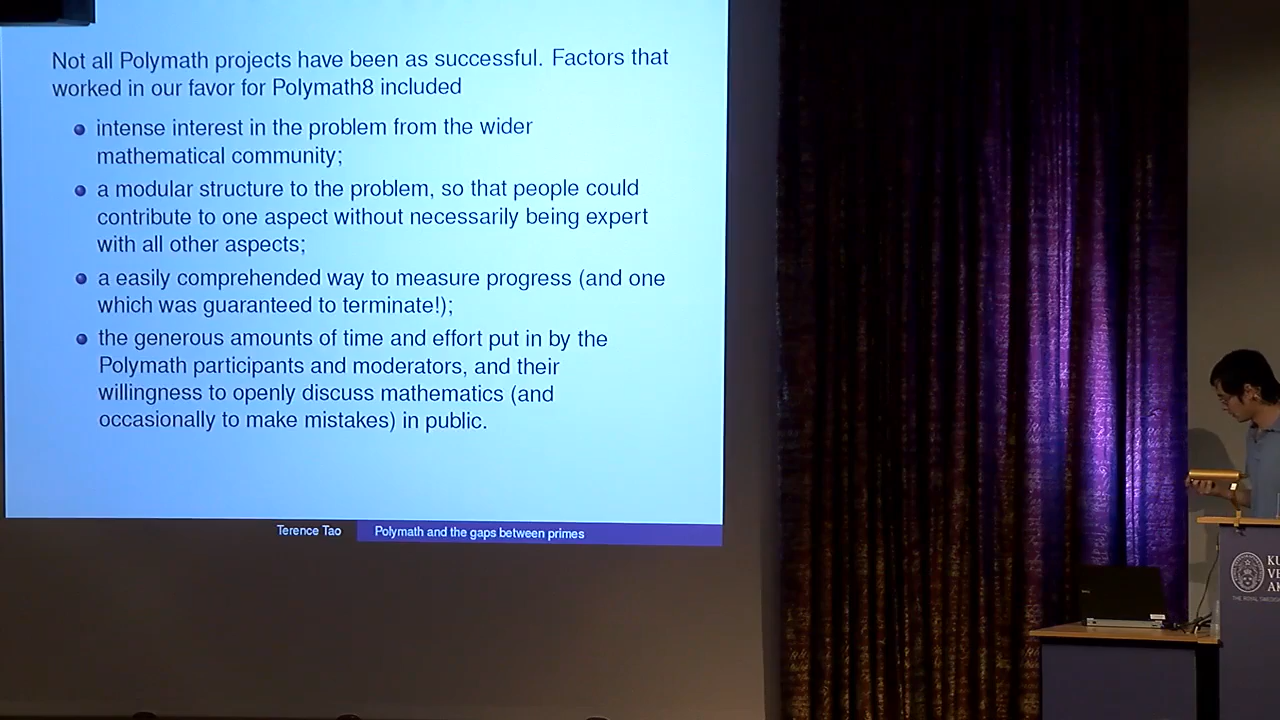 Not all Polymath projects have been as successful. Factors that
worked in our favor for Polymath8 included
intense interest in the problem from the wider
mathematical community;
a modular structure to the problem, so that people could
contribute to one aspect without necessarily being expert
with all other aspects;
a easily comprehended way to measure progress (and one
which was guaranteed to terminate!);
the generous amounts of time and effort put in by the
Polymath participants and moderators, and their
willingness to openly discuss mathematics (and
occasionally to make mistakes) in public.
Terence Tao
Polymath and the gaps between primes
KU
VE
AK
THE ROYAL